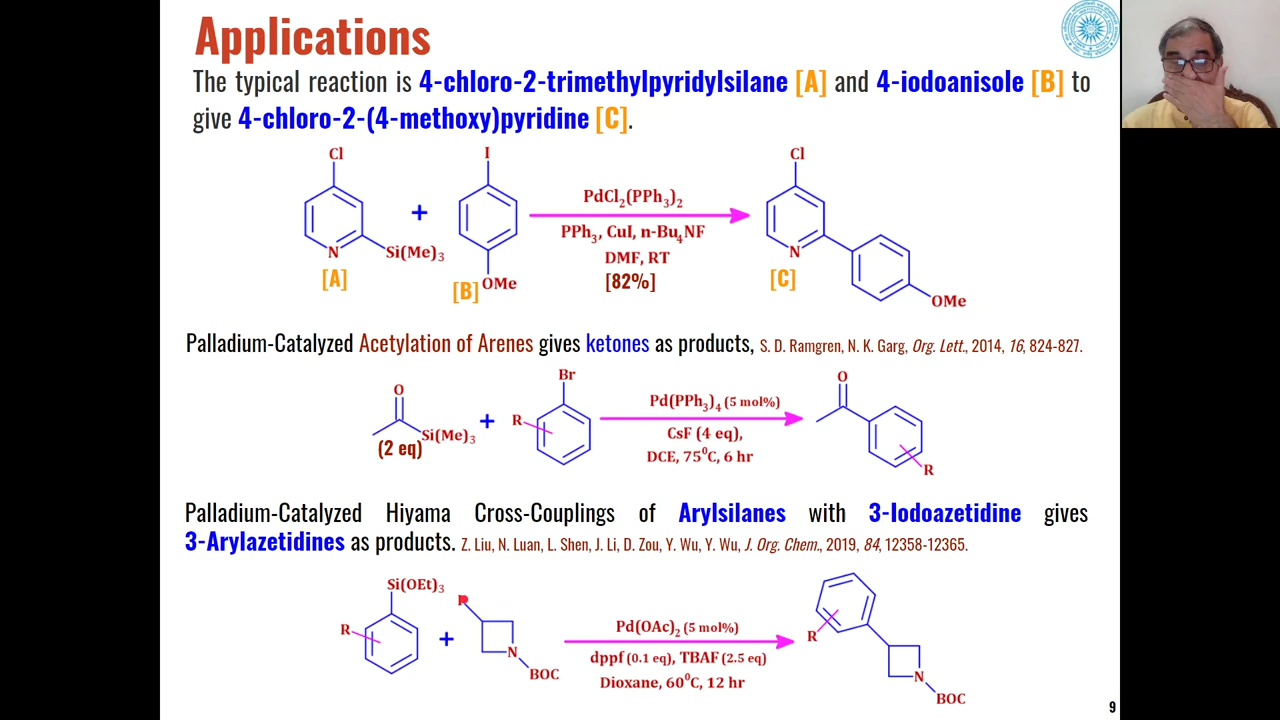 Applications
The typical reaction is 4-chloro-2-trimethylpyridylsilane [A] and 4-iodoanisole [B] to
give 4-chloro-2-(4-methoxy)pyridine [C].
Cl
I
Cl
+
PdCl2(PPh3)2
PPh3, CuI, n-Bu4NF
DMF, RT
[82%]
N
Si(Me)3
N
[A]
[B]
OMe
[C]
OMe
Palladium-Catalyzed Acetylation of Arenes gives ketones as products, S. D. Ramgren, N. K. Garg, Org. Lett., 2014, 16, 824-827.
O
Br
O
Si(Me)3
(2 eq)
+
R
Pd(PPh3)4 (5 mol%)
CsF (4 eq),
DCE, 75⁰C, 6 hr
R
Palladium-Catalyzed Hiyama Cross-Couplings of Arylsilanes with 3-Iodoazetidine gives
3-Arylazetidines as products. Z. Liu, N. Luan, L. Shen, J. Li, D. Zou, Y. Wu, Y. Wu, J. Org. Chem., 2019, 84, 12358-12365.
Si(OEt)3
R
+
N
BOC
Pd(OAc)2 (5 mol%)
dppf (0.1 eq), TBAF (2.5 eq)
Dioxane, 60⁰C, 12 hr
R
N
BOC
9